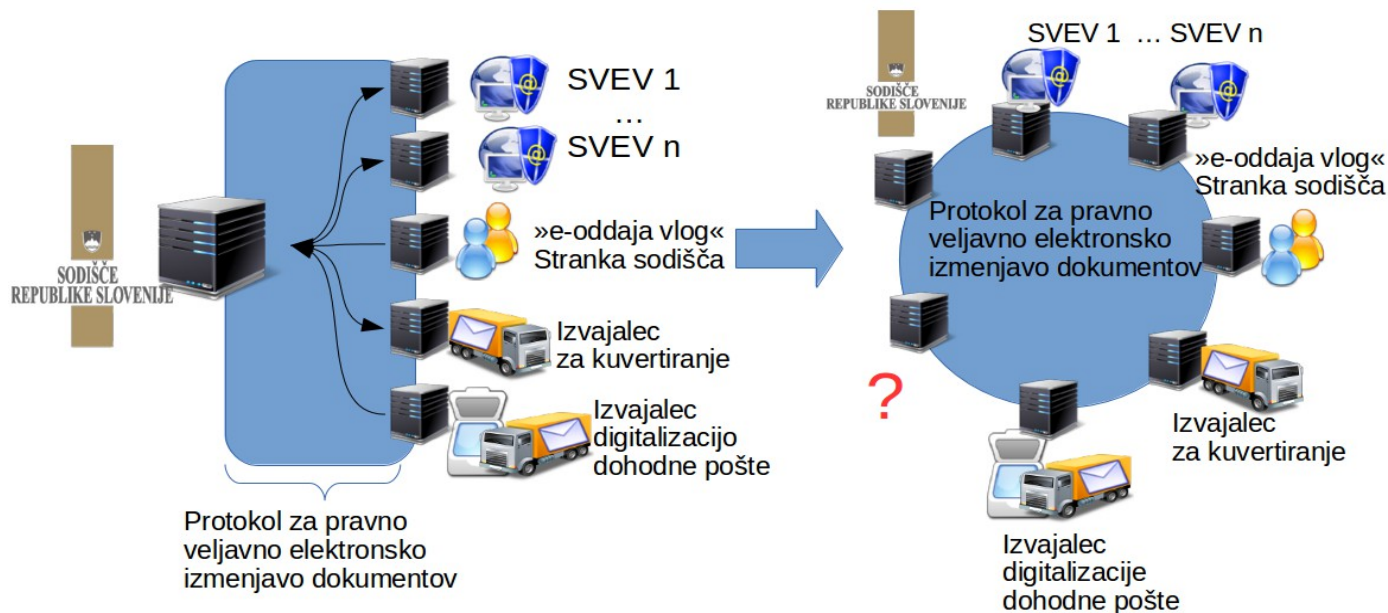 SODIŠČE
REPUBLIKE SLOVENIJE
SVEV 1
...
SVEV n
»e-oddaja vlog«
Stranka sodišča
Izvajalec
za kuvertiranje
Izvajalec
digitalizacijo
dohodne pošte
Protokol za pravno
veljavno elektronsko
izmenjavo dokumentov
SODIŠČE
REPUBLIKE SLOVENIJE
SVEV 1 ... SVEV n
»e-oddaja vlog«
Stranka sodišča
Protokol za pravno
veljavno elektronsko
izmenjavo dokumentov
?
Izvajalec
za kuvertiranje
Izvajalec
digitalizacije
dohodne pošte